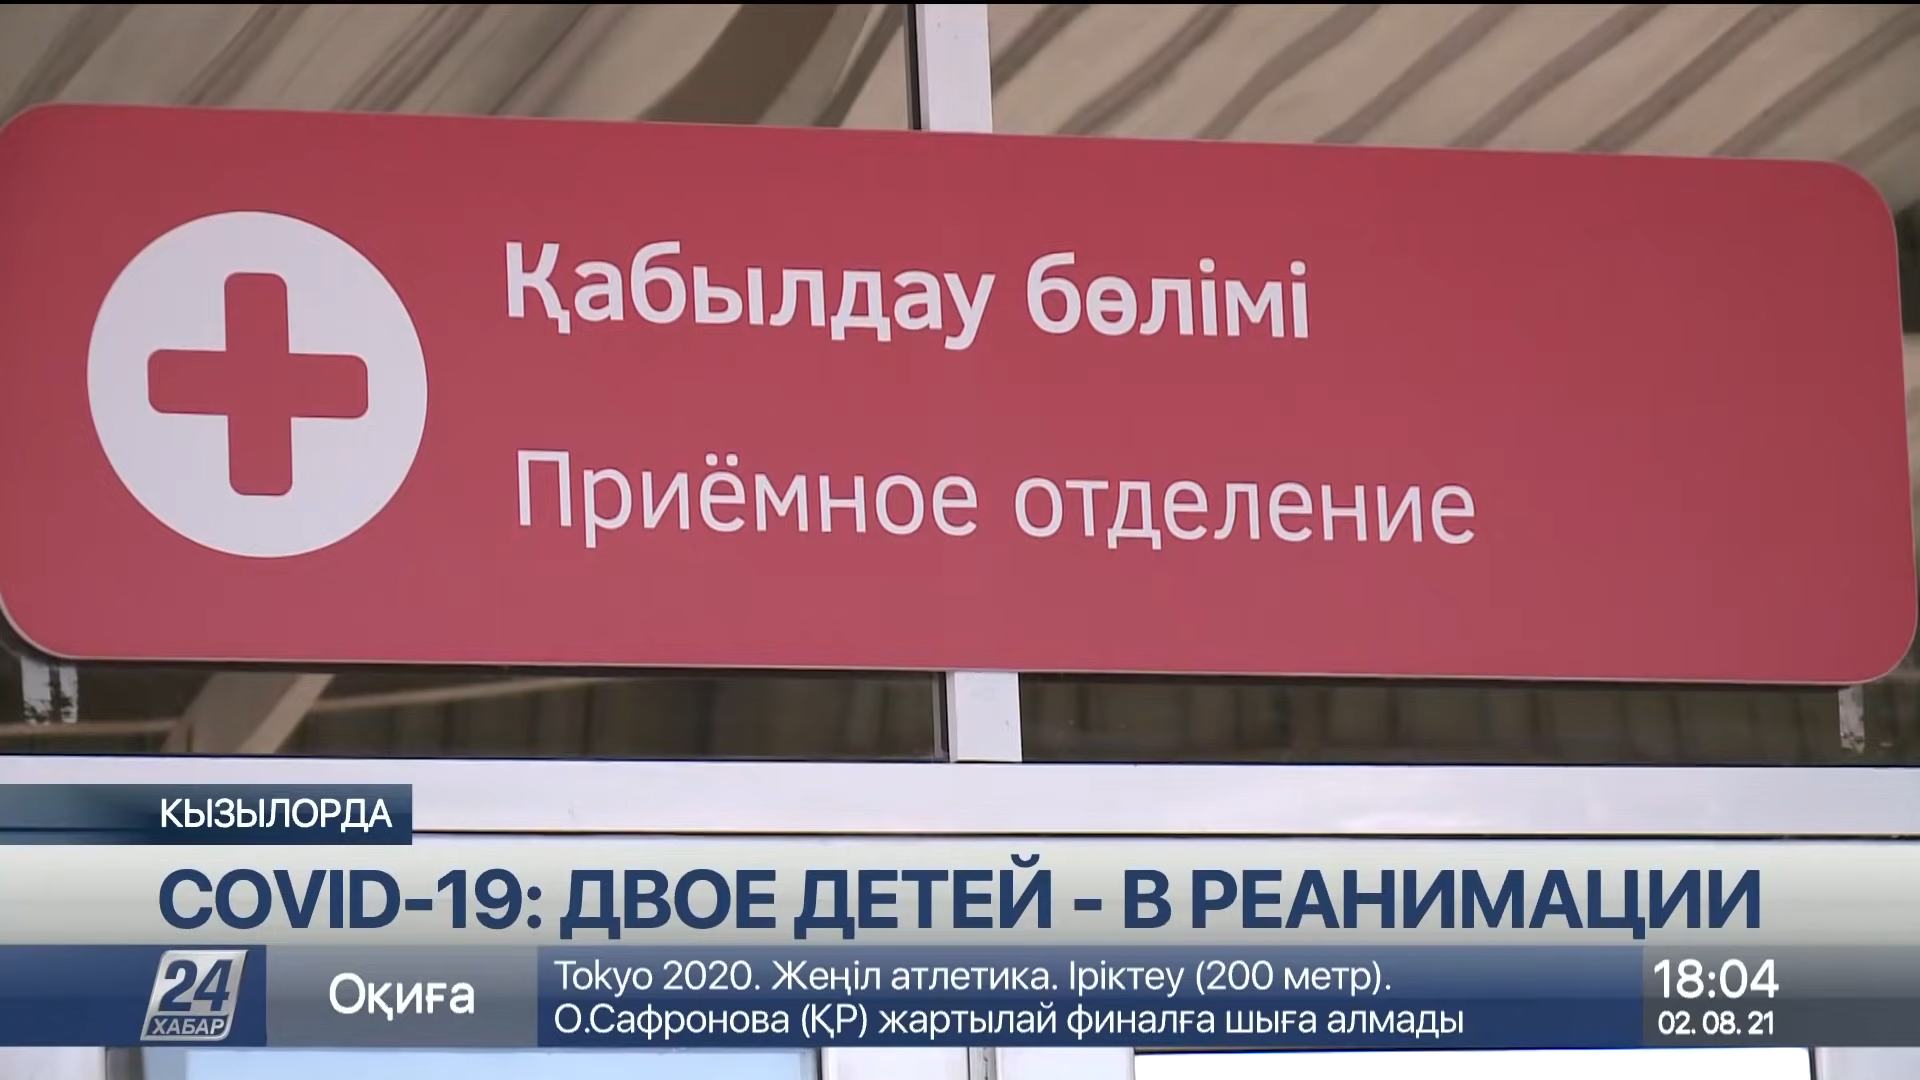 Қабылдау бөлімі
Приёмное отделение
КЫЗЫЛОРДА
COVID-19: ДВОЕ ДЕТЕЙ - В РЕАНИМАЦИИ
24
ХАБАР
Оқиға
Tokyo 2020. Жеңіл атлетика. Іріктеу (200 метр).
О.Сафронова (ҚР) жартылай финалға шыға алмады
18:04
02. 08. 21